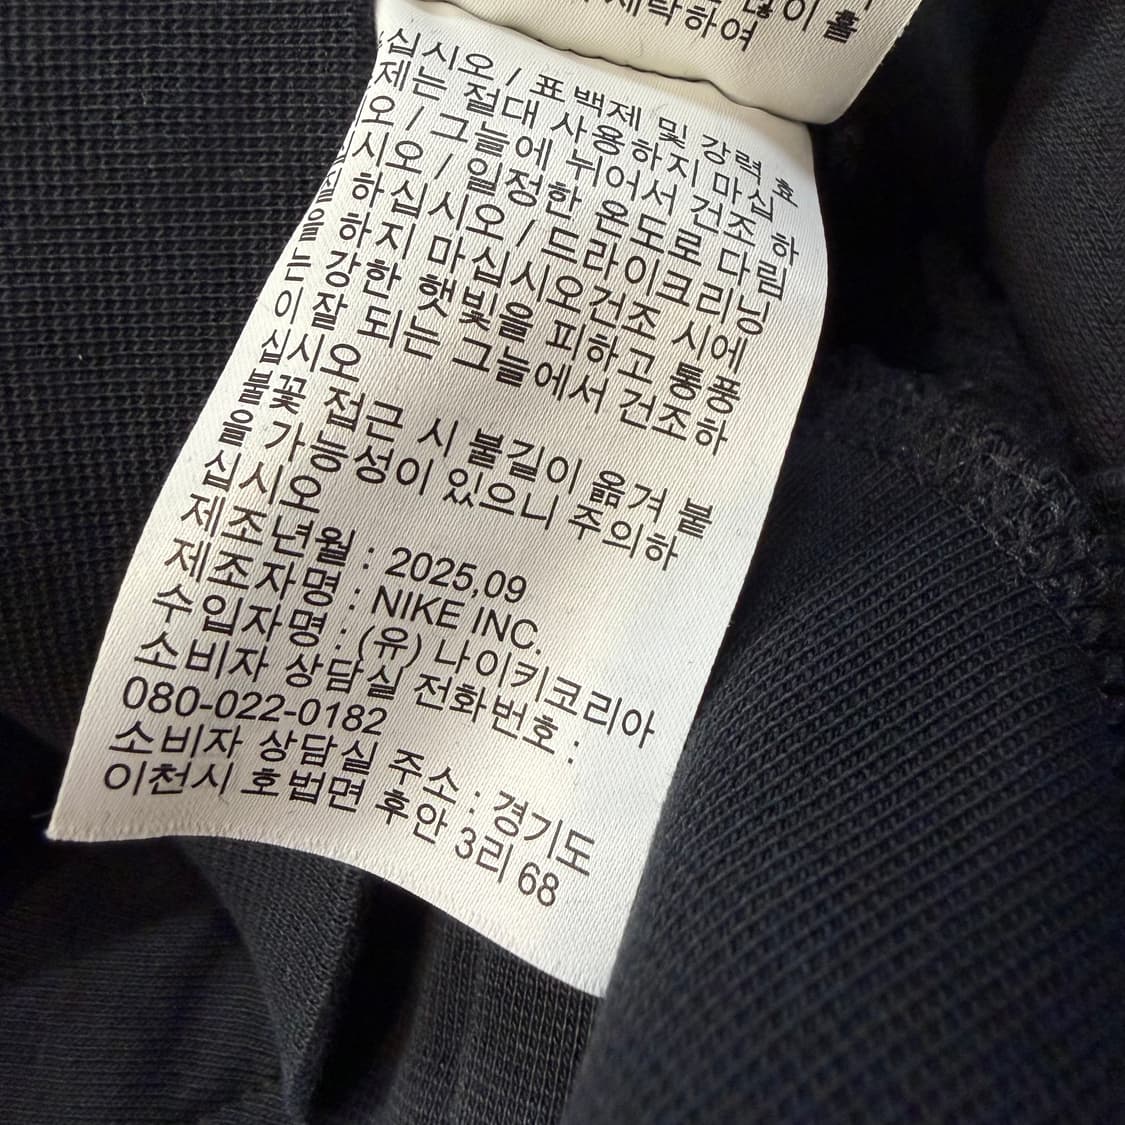 많이 흘
세탁하여
십시오 / 표백제 및 강력 효
제는 절대 사용하지 마십
오 / 그늘에 뉘어서 건조 하
시오 / 일정한 온도로 다림
하십시오 / 드라이크리닝
을 하지 마십시오건조 시에
는 강한 햇빛을 피하고 통풍
이 잘 되는 그늘에서 건조하
십시오
불꽃 접근 시 불길이 옮겨 붙
을 가능성이 있으니 주의하
십시오
제조년월 : 2025,09
제조자명 : NIKE INC.
수입자명 : (유) 나이키코리아
소비자 상담실 전화번호 :
080-022-0182
소비자 상담실 주소 : 경기도
이천시 호법면 후안 3리 68